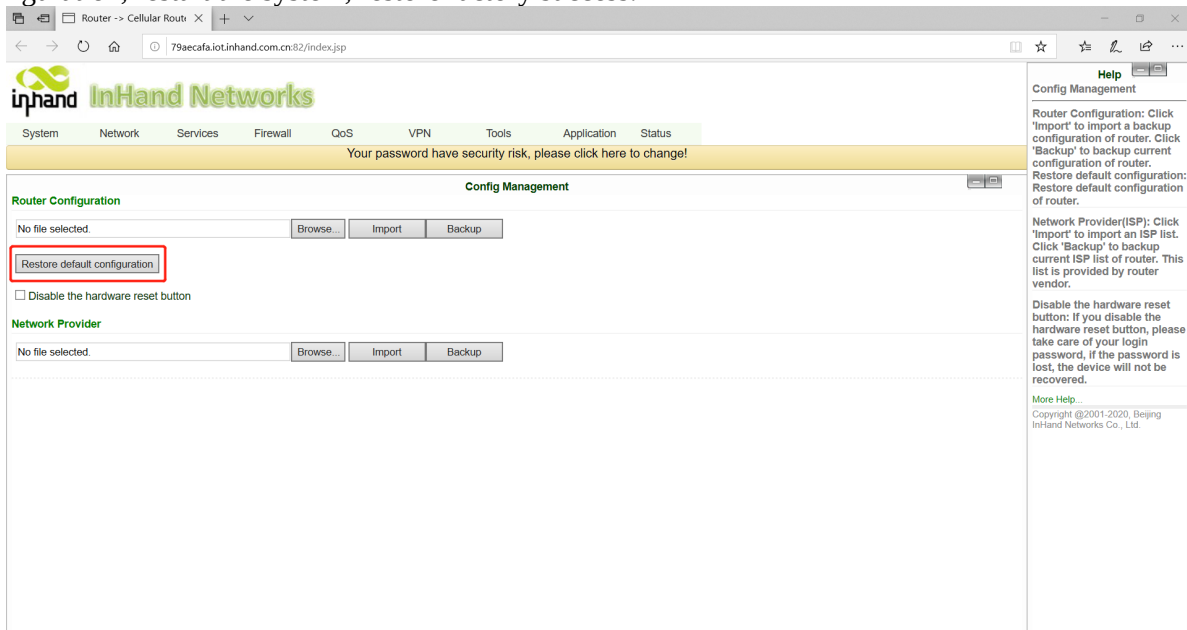 Router -> Cellular Route
79aecafa.iot.inhand.com.cn:82/index.jsp
inhand InHand Networks
System Network Services Firewall QoS VPN Tools Application Status
Your password have security risk, please click here to change!
Config Management
Router Configuration
No file selected. Browse... Import Backup
Restore default configuration
Disable the hardware reset button
Network Provider
No file selected. Browse... Import Backup
Help
Config Management
Router Configuration: Click
'Import' to import a backup
configuration of router. Click
'Backup' to backup current
configuration of router.
Restore default configuration:
Restore default configuration
of router.
Network Provider(ISP): Click
'Import' to import an ISP list.
Click 'Backup' to backup
current ISP list of router. This
list is provided by router
vendor.
Disable the hardware reset
button: If you disable the
hardware reset button, please
take care of your login
password, if the password is
lost, the device will not be
recovered.
More Help...
Copyright @2001-2020, Beijing
InHand Networks Co., Ltd.